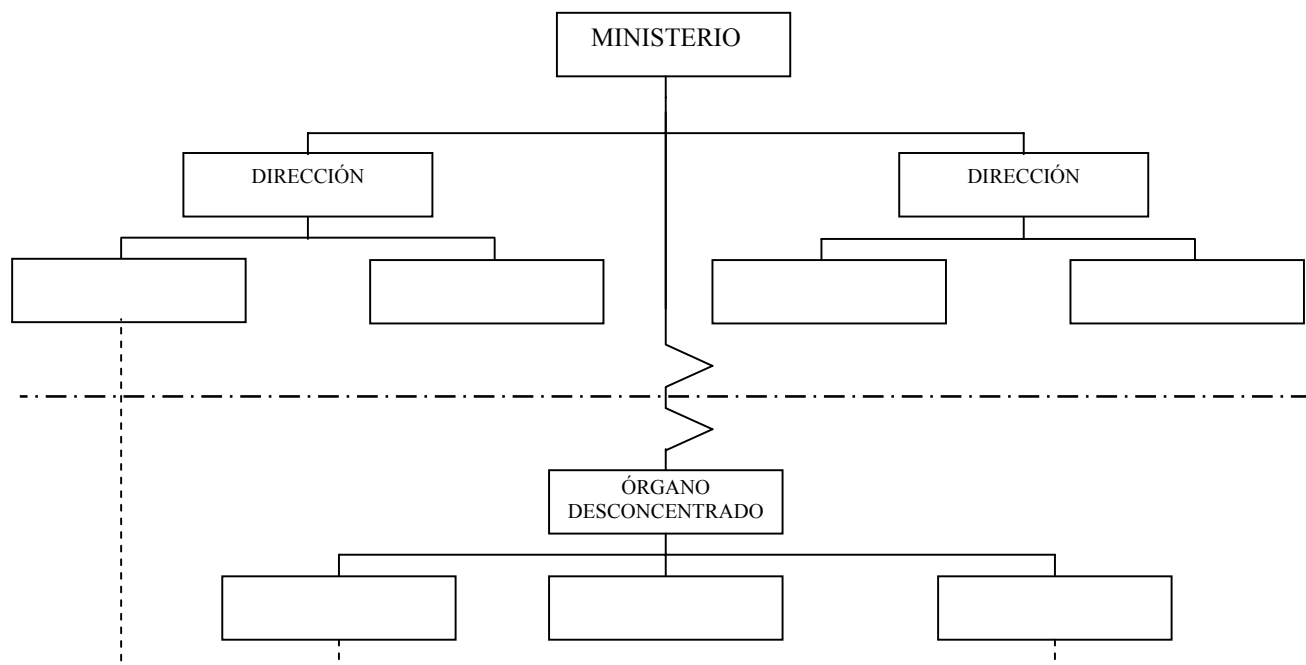 MINISTERIO
DIRECCIÓN
DIRECCIÓN
ÓRGANO
DESCONCENTRADO